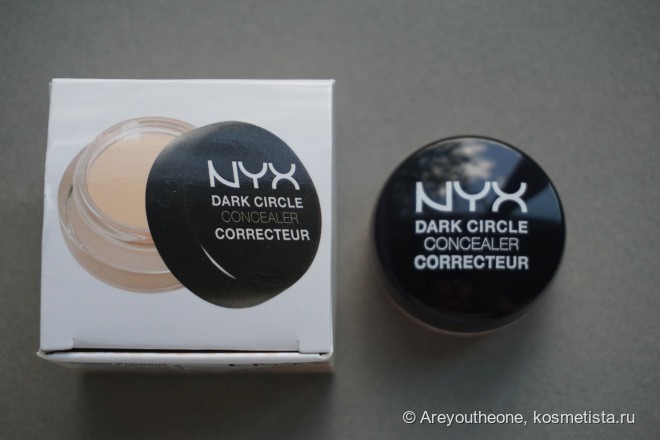 NYX
DARK CIRCLE
CONCEALER
CORRECTEUR
NYX
DARK CIRCLE
CONCEALER
CORRECTEUR
© Areyoutheone, kosmetista.ru